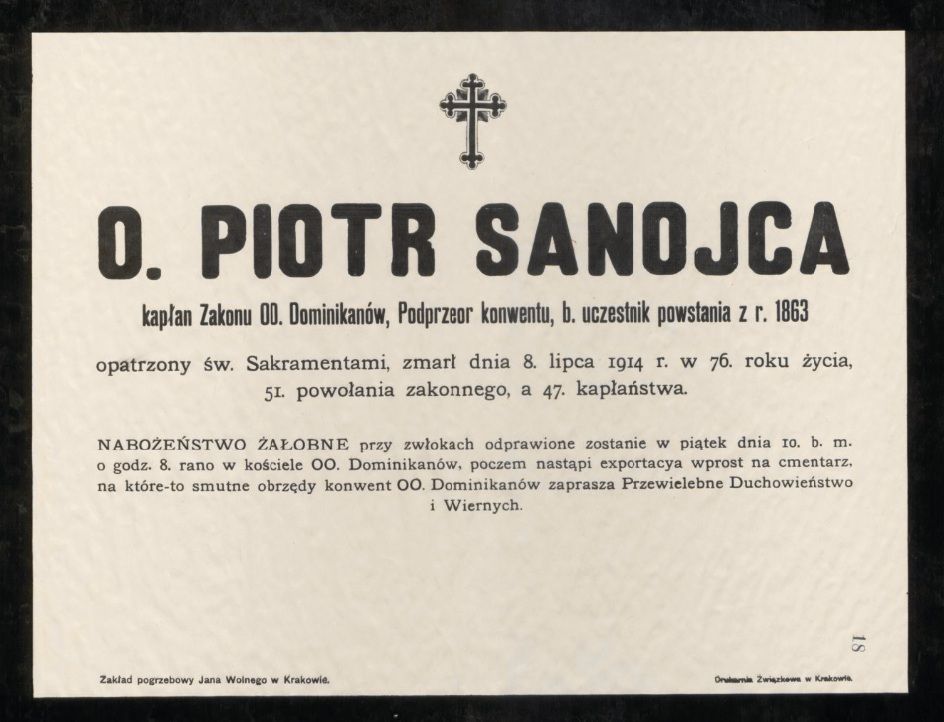 O. PIOTR SANOJCA
kapłan Zakonu OO. Dominikanów, Podprzeor konwentu, b. uczestnik powstania z r. 1863
opatrzony św. Sakramentami, zmarł dnia 8. lipca 1914 r. w 76. roku życia,
51. powołania zakonnego, a 47. kapłaństwa.
NABOŻEŃSTWO ŻAŁOBNE przy zwłokach odprawione zostanie w piątek dnia 10. b. m.
o godz. 8. rano w kościele OO. Dominikanów, poczem nastąpi exportacya wprost na cmentarz,
na które-to smutne obrzędy konwent OO. Dominikanów zaprasza Przewielebne Duchowieństwo
i Wiernych.
18
Zakład pogrzebowy Jana Wolnego w Krakowie.
Drukarnia Związkowa w Krakowie.